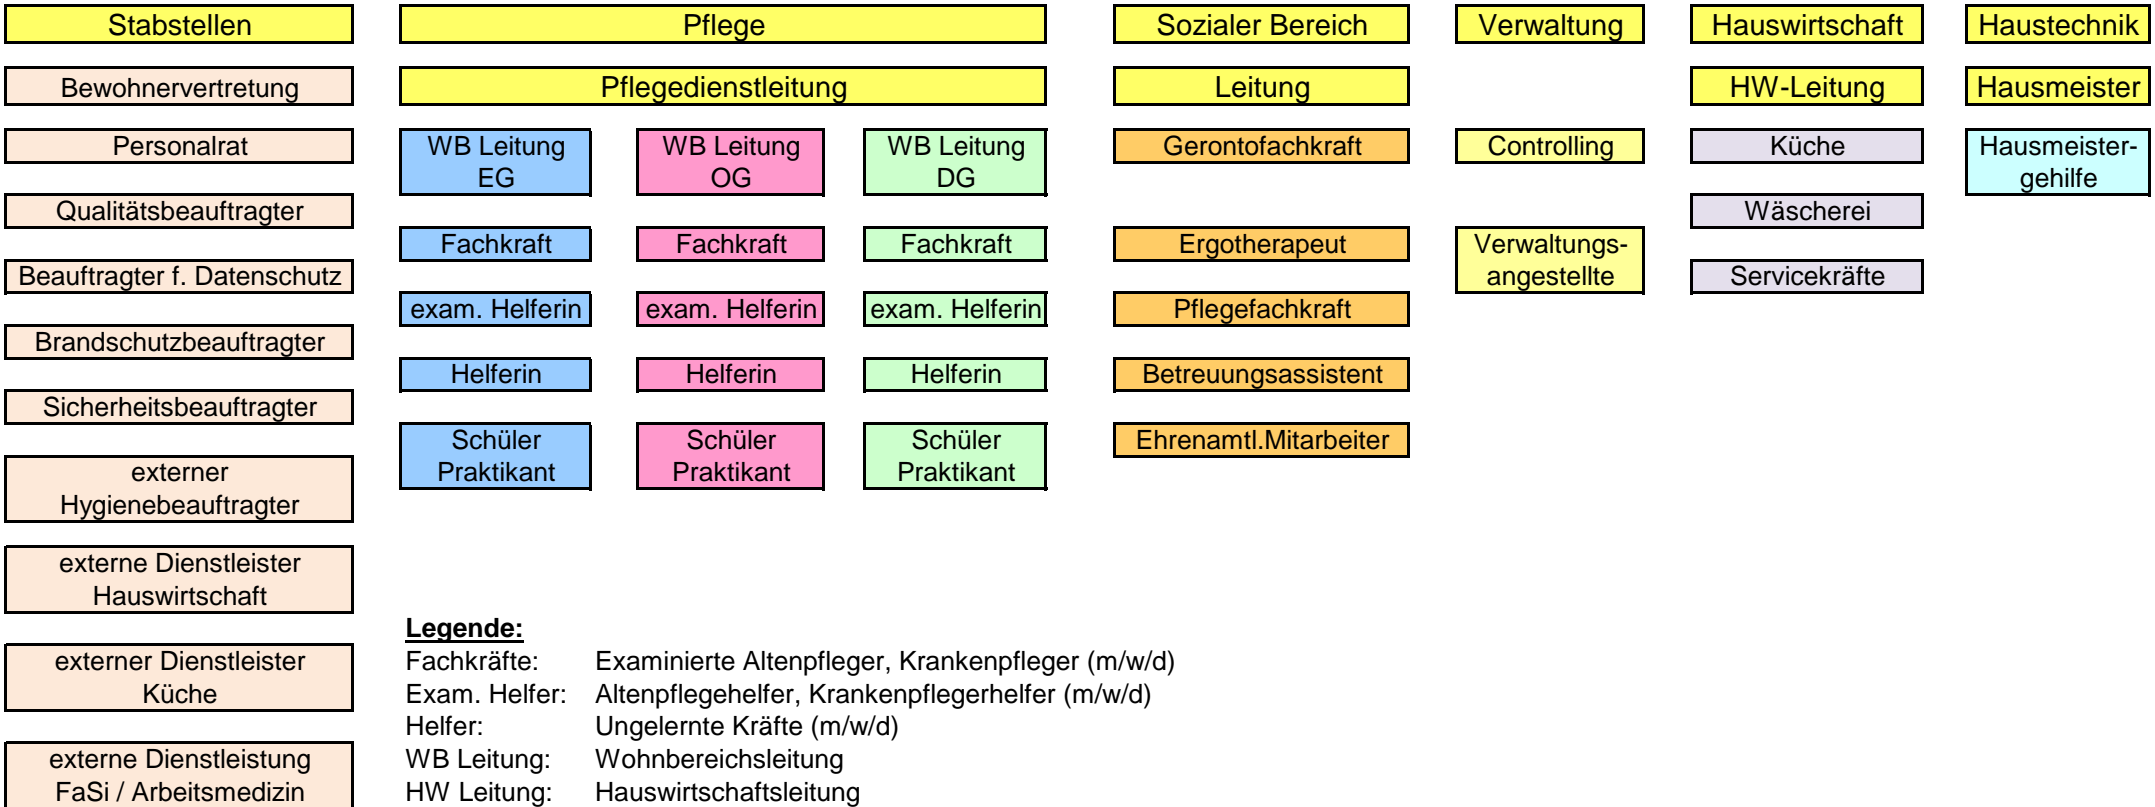 Stabstellen
Pflege
Sozialer Bereich
Verwaltung
Hauswirtschaft
Haustechnik
Bewohnervertretung
Pflegedienstleitung
Leitung
HW-Leitung
Hausmeister
Personalrat
WB Leitung
EG
WB Leitung
OG
WB Leitung
DG
Gerontofachkraft
Controlling
Küche
Hausmeister-
gehilfe
Qualitätsbeauftragter
Wäscherei
Fachkraft
Fachkraft
Fachkraft
Ergotherapeut
Verwaltungs-
angestellte
Beauftragter f. Datenschutz
Servicekräfte
exam. Helferin
exam. Helferin
exam. Helferin
Pflegefachkraft
Brandschutzbeauftragter
Helferin
Helferin
Helferin
Betreuungsassistent
Sicherheitsbeauftragter
Schüler
Praktikant
Schüler
Praktikant
Schüler
Praktikant
Ehrenamtl.Mitarbeiter
externer
Hygienebeauftragter
externe Dienstleister
Hauswirtschaft
externer Dienstleister
Küche
externe Dienstleistung
FaSi / Arbeitsmedizin
Legende:
Fachkräfte: Examinierte Altenpfleger, Krankenpfleger (m/w/d)
Exam. Helfer: Altenpflegehelfer, Krankenpflegerhelfer (m/w/d)
Helfer: Ungelernte Kräfte (m/w/d)
WB Leitung: Wohnbereichsleitung
HW Leitung: Hauswirtschaftsleitung